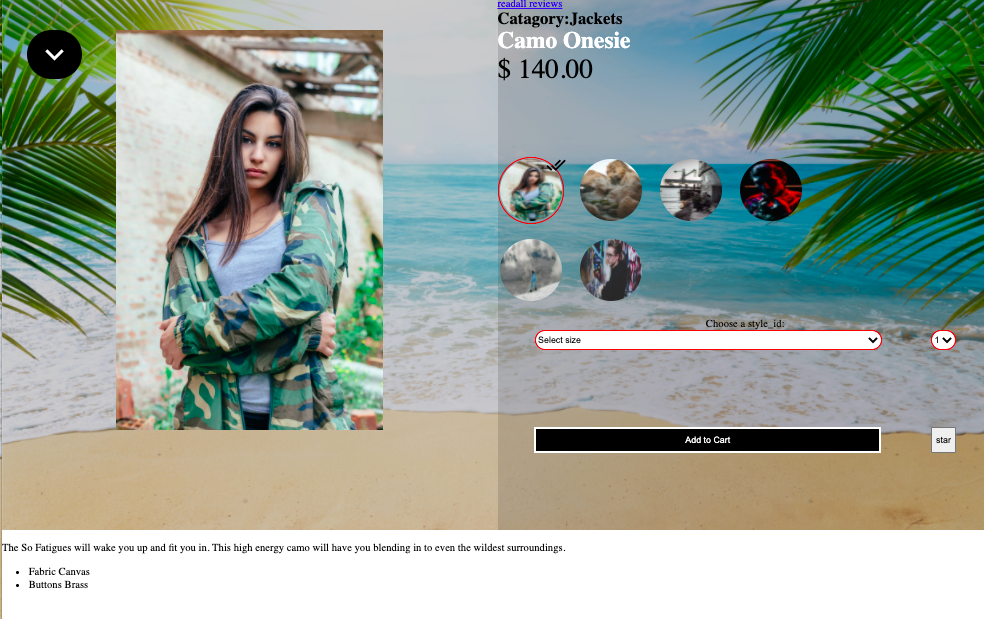 readall reviews
Catagory:Jackets
Camo Onesie
$ 140.00
Choose a style_id:
Select size
1
Add to Cart
star
The So Fatigues will wake you up and fit you in. This high energy camo will have you blending in to even the wildest surroundings.
Fabric Canvas
Buttons Brass